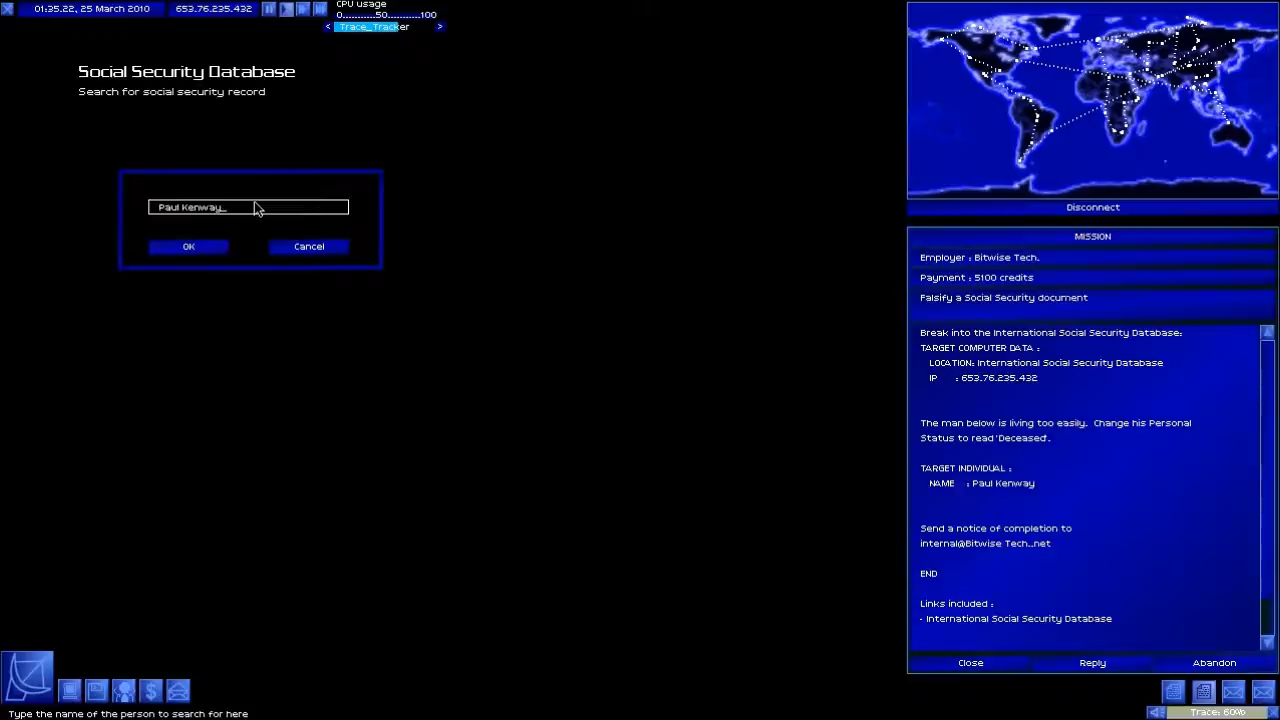 01:35.22, 25 March 2010
653.76.235.432
CPU usage
0..........50........100
< Trace_Tracker >
Social Security Database
Search for social security record
Paul Kenway_
OK
Cancel
Disconnect
MISSION
Employer : Bitwise Tech.
Payment : 5100 credits
Falsify a Social Security document
Break into the International Social Security Database:
TARGET COMPUTER DATA :
LOCATION: International Social Security Database
IP : 653.76.235.432
The man below is living too easily. Change his Personal
Status to read 'Deceased'.
TARGET INDIVIDUAL :
NAME : Paul Kenway
Send a notice of completion to
internal@Bitwise Tech..net
END
Links included :
- International Social Security Database
Close
Reply
Abandon
Type the name of the person to search for here
Trace: 60%